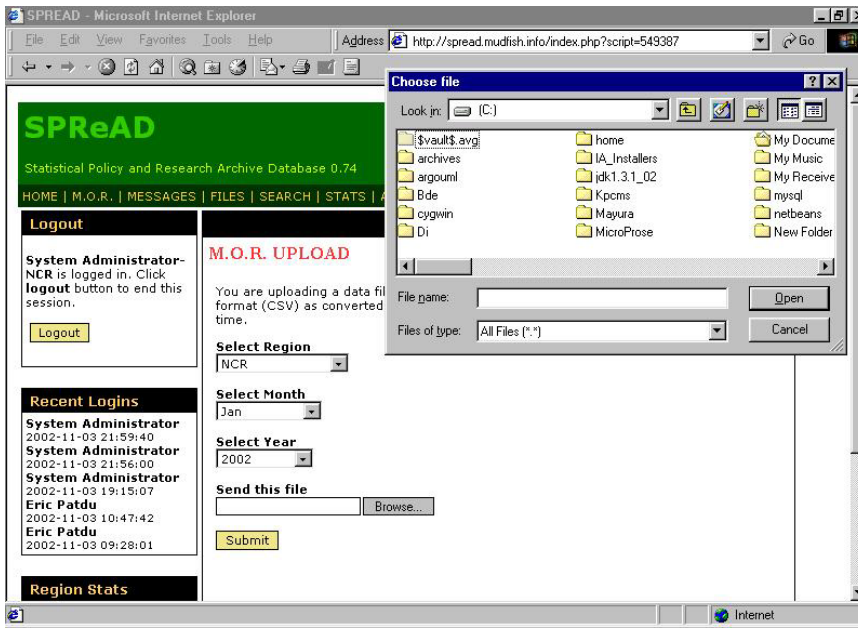 SPREAD - Microsoft Internet Explorer
File Edit View Favorites Tools Help
Address http://spread.mudfish.info/index.php?script=549387 Go
SPReAD
Statistical Policy and Research Archive Database 0.74
HOME | M.O.R. | MESSAGES | FILES | SEARCH | STATS |
Logout
System Administrator-
NCR is logged in. Click
logout button to end this
session.
Logout
Recent Logins
System Administrator
2002-11-03 21:59:40
System Administrator
2002-11-03 21:56:00
System Administrator
2002-11-03 19:15:07
Eric Patdu
2002-11-03 10:47:42
Eric Patdu
2002-11-03 09:28:01
Region Stats
M.O.R. UPLOAD
You are uploading a data fil
format (CSV) as converted
time.
Select Region
NCR
Select Month
Jan
Select Year
2002
Send this file
Browse...
Submit
Choose file
Look in: (C:)
$vault$.avg
archives
argouml
Bde
cygwin
Di
home
IA_Installers
jdk1.3.1_02
Kpcms
Mayura
MicroProse
My Docume
My Music
My Receive
mysql
netbeans
New Folder
File name:
Open
Files of type: All Files (*.*)
Cancel
Internet